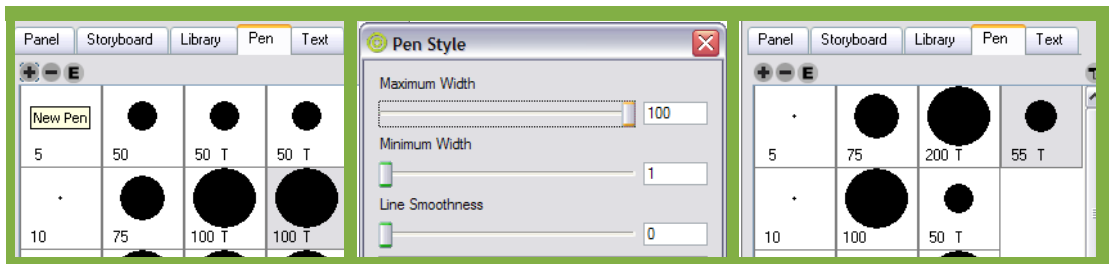 Panel Storyboard Library Pen Text
E
New Pen
5 50 50 T 50 T
10 75 100 T 100 T
Pen Style
Maximum Width
100
Minimum Width
1
Line Smoothness
0
Panel Storyboard Library Pen Text
E
5 75 200 T 55 T
10 100 50 T